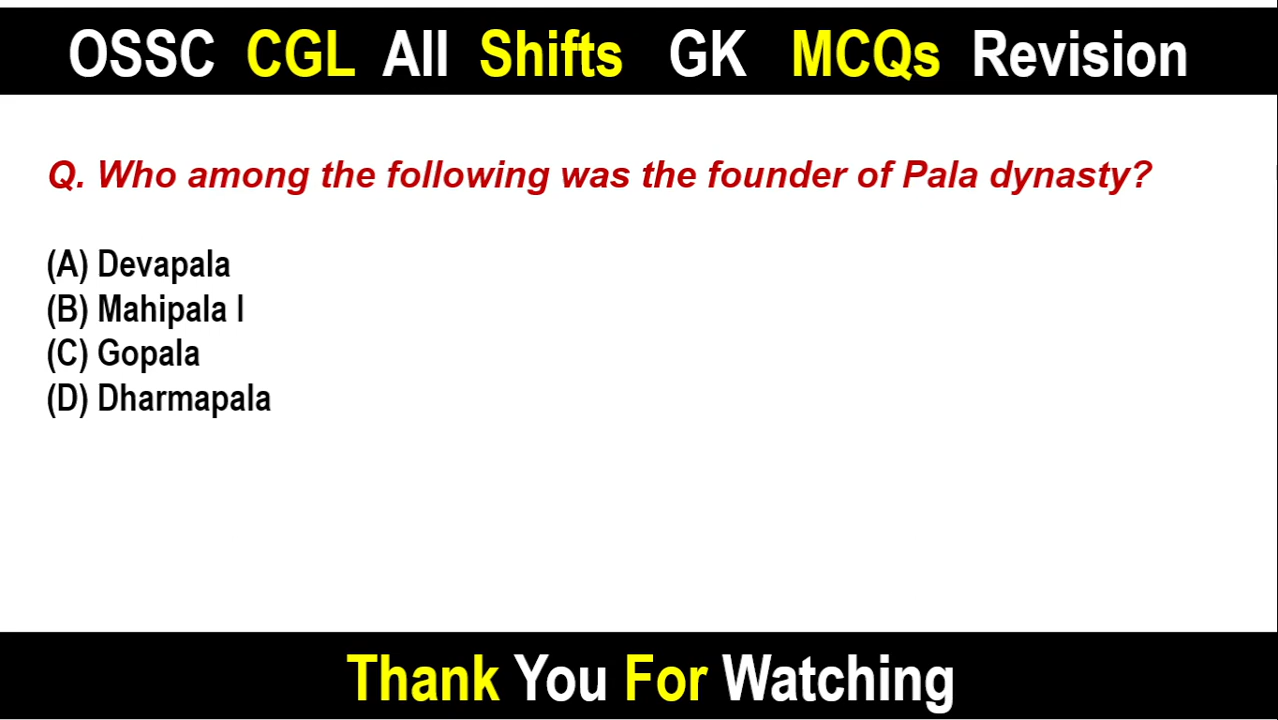 OSSC CGL All Shifts GK MCQs Revision
Q. Who among the following was the founder of Pala dynasty?
(A) Devapala
(B) Mahipala I
(C) Gopala
(D) Dharmapala
Thank You For Watching